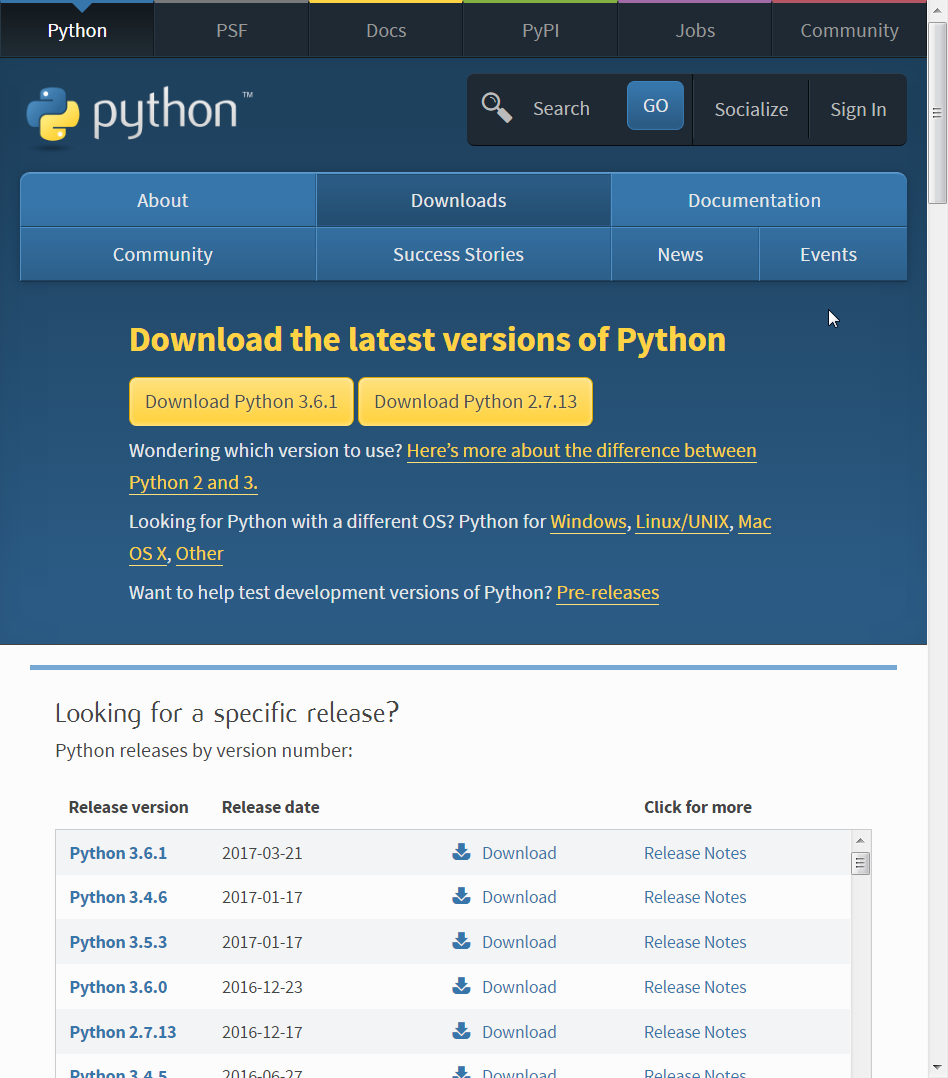 Python PSF Docs PyPI Jobs Community
python™ Search GO Socialize Sign In
About Downloads Documentation
Community Success Stories News Events
Download the latest versions of Python
Download Python 3.6.1 Download Python 2.7.13
Wondering which version to use? Here’s more about the difference between
Python 2 and 3.
Looking for Python with a different OS? Python for Windows, Linux/UNIX, Mac
OS X, Other
Want to help test development versions of Python? Pre-releases
Looking for a specific release?
Python releases by version number:
Release version Release date Click for more
Python 3.6.1 2017-03-21 Download Release Notes
Python 3.4.6 2017-01-17 Download Release Notes
Python 3.5.3 2017-01-17 Download Release Notes
Python 3.6.0 2016-12-23 Download Release Notes
Python 2.7.13 2016-12-17 Download Release Notes
Python 3.4.5 2016-06-27 Download Release Notes